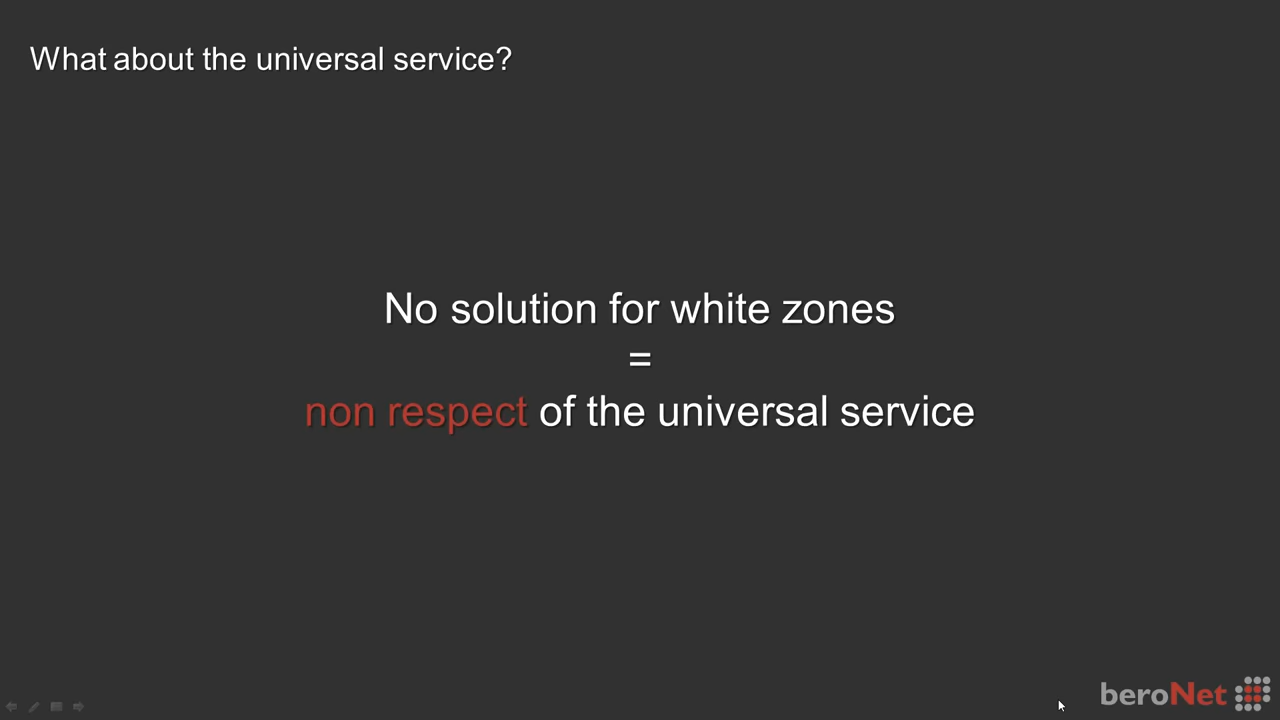 What about the universal service?
No solution for white zones
=
non respect of the universal service
beroNet